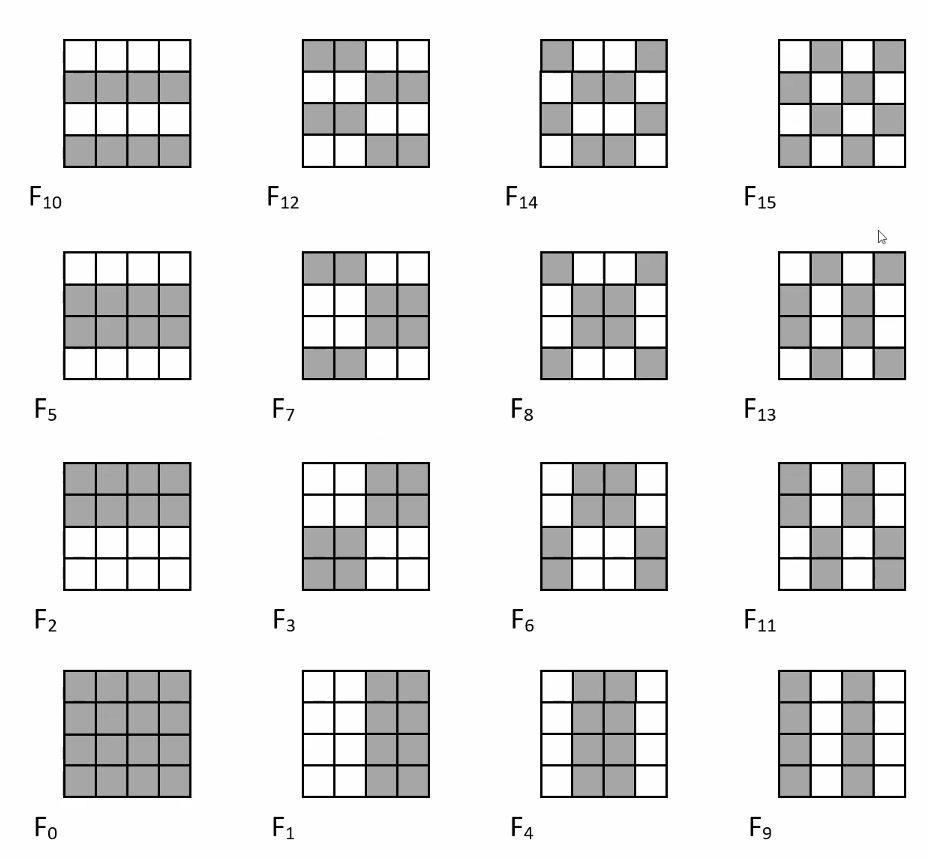 F₁₀ F₁₂ F₁₄ F₁₅
F₅ F₇ F₈ F₁₃
F₂ F₃ F₆ F₁₁
F₀ F₁ F₄ F₉